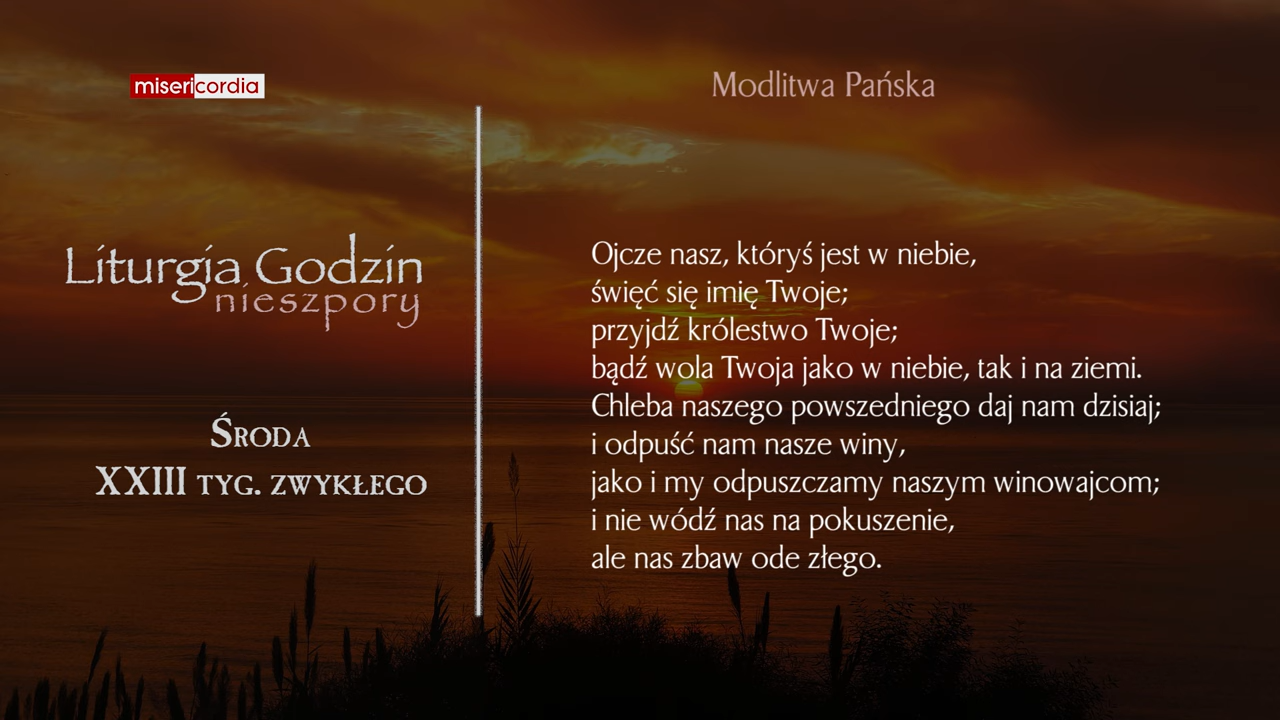 misericordia
Liturgia Godzin
nieszpory
Środa
XXIII tyg. zwykłego
Modlitwa Pańska
Ojcze nasz, któryś jest w niebie,
święć się imię Twoje;
przyjdź królestwo Twoje;
bądź wola Twoja jako w niebie, tak i na ziemi.
Chleba naszego powszedniego daj nam dzisiaj;
i odpuść nam nasze winy,
jako i my odpuszczamy naszym winowajcom;
i nie wódź nas na pokuszenie,
ale nas zbaw ode złego.